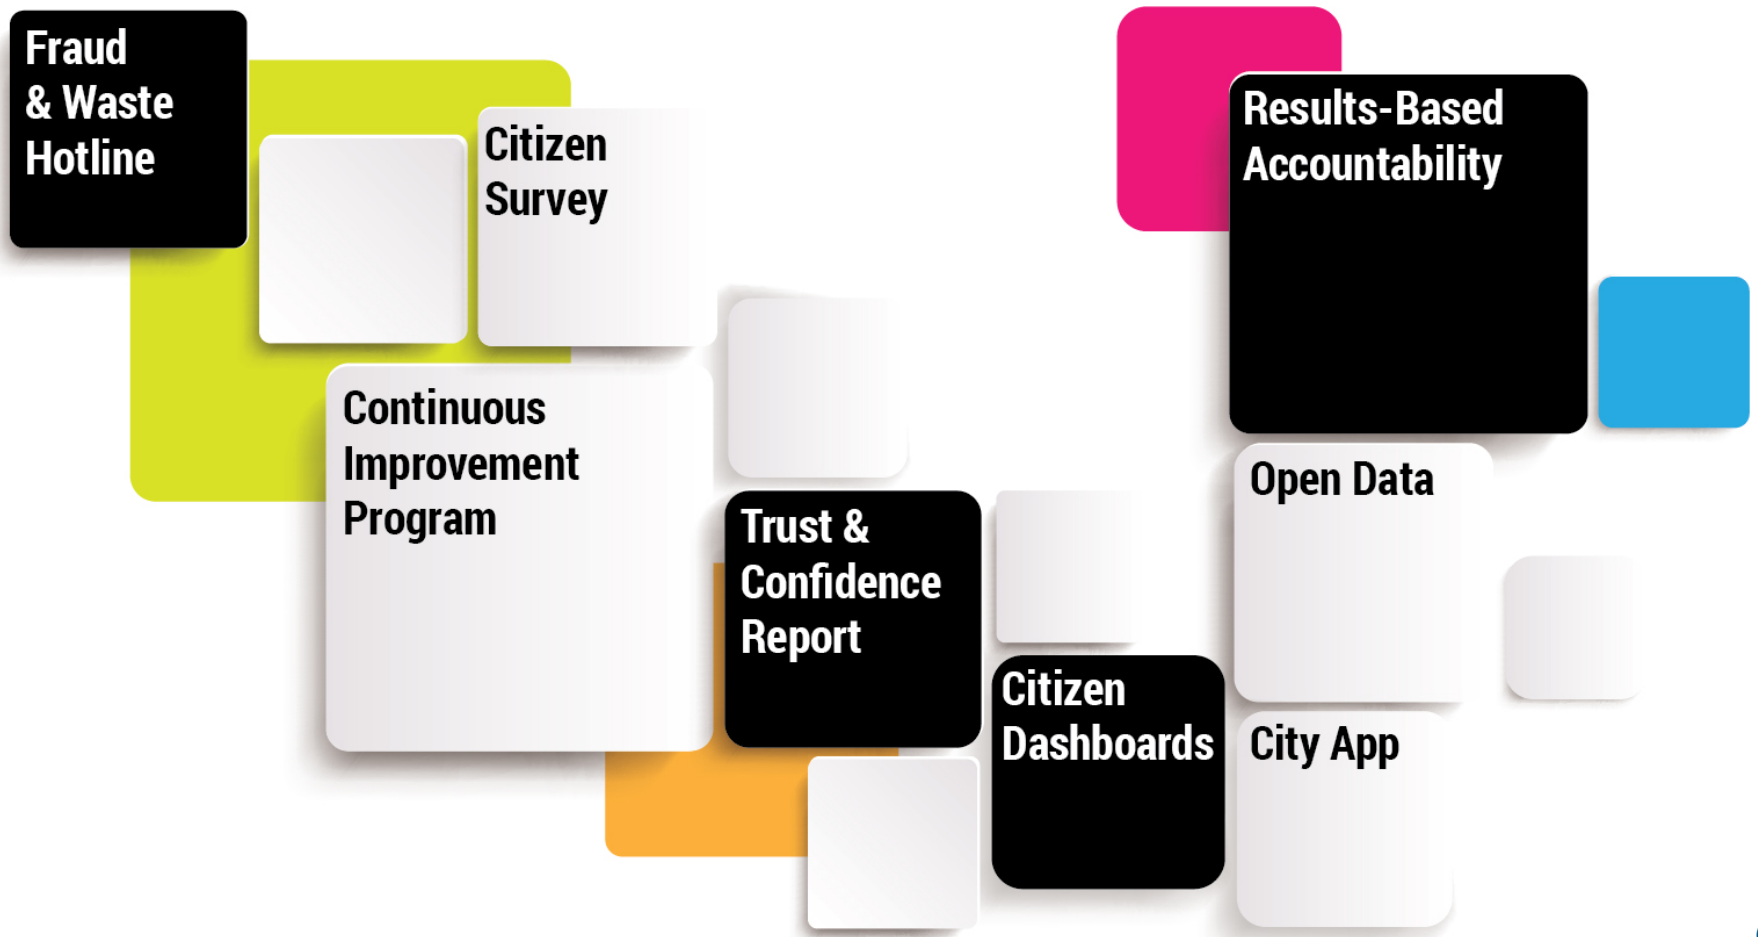 Fraud
& Waste
Hotline
Citizen
Survey
Continuous
Improvement
Program
Trust &
Confidence
Report
Citizen
Dashboards
Results-Based
Accountability
Open Data
City App